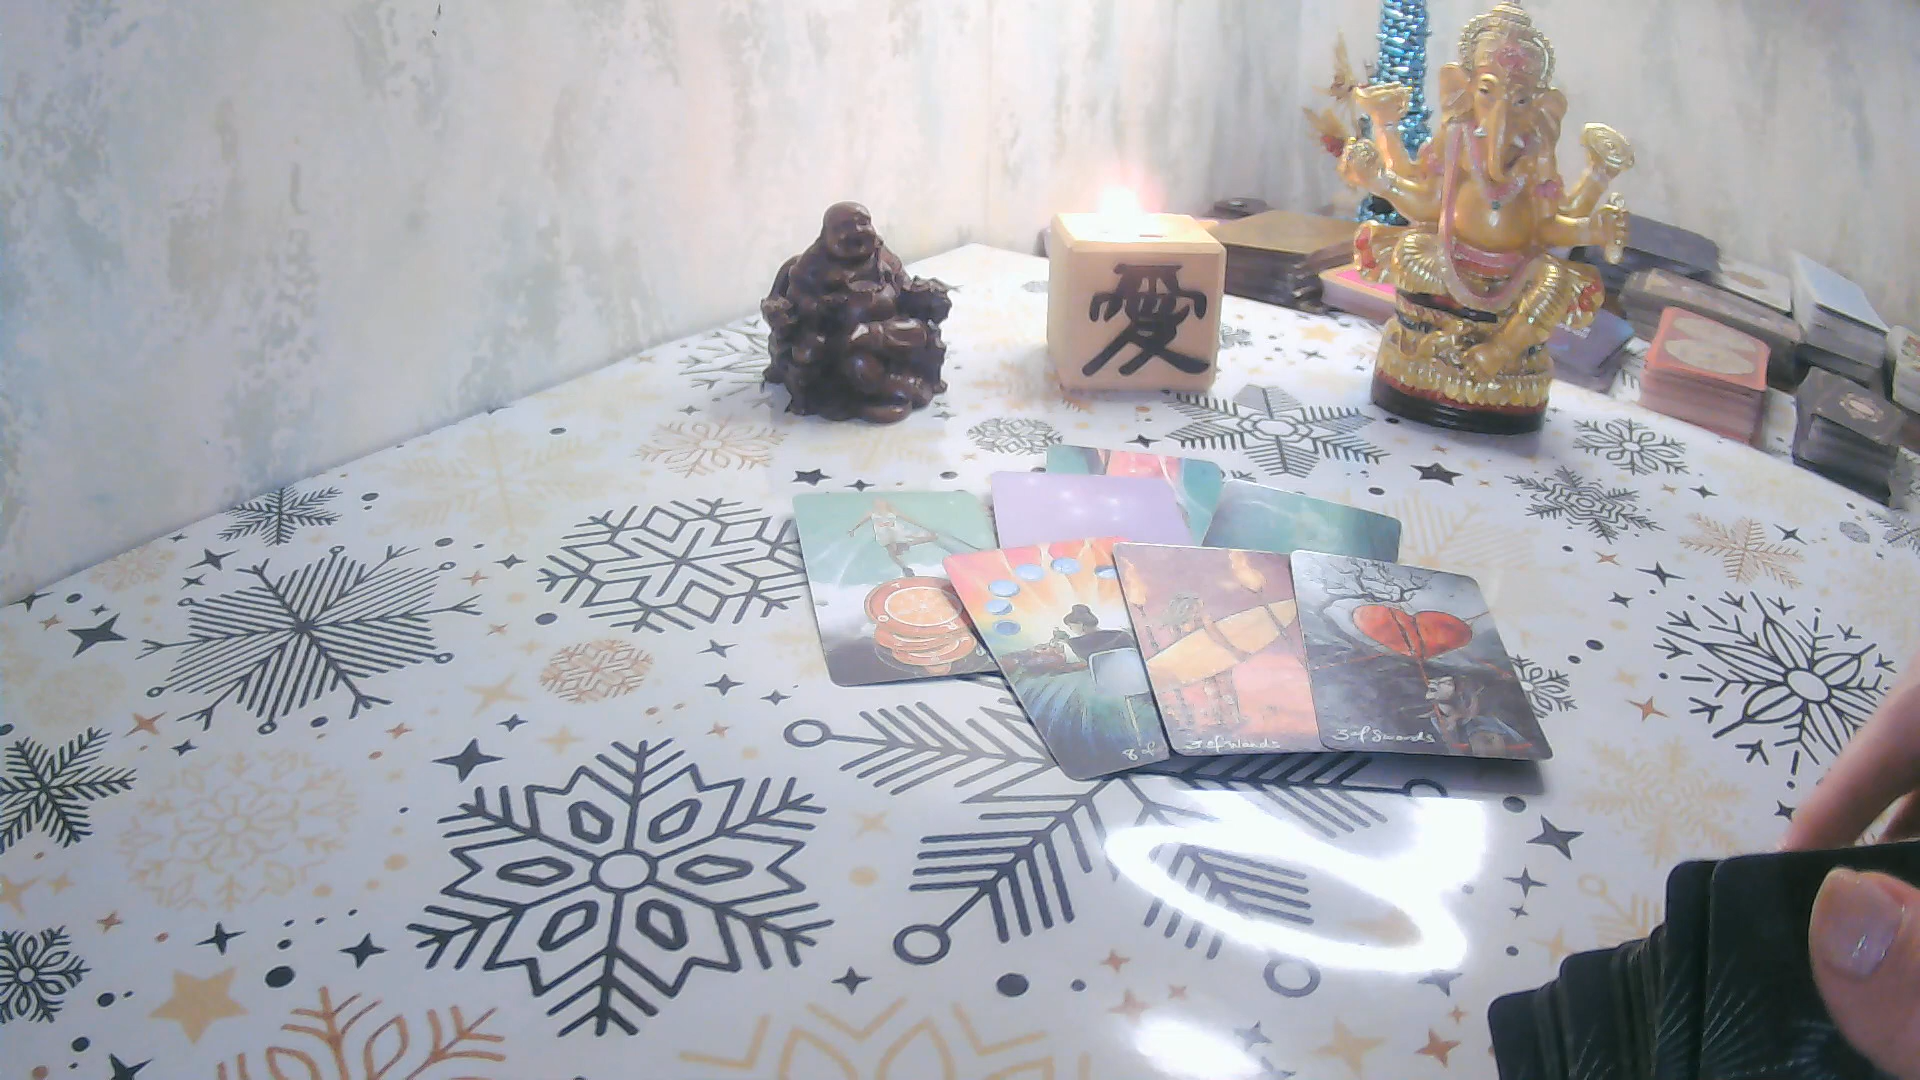 愛
8 of
3 of Wands
3 of Swords